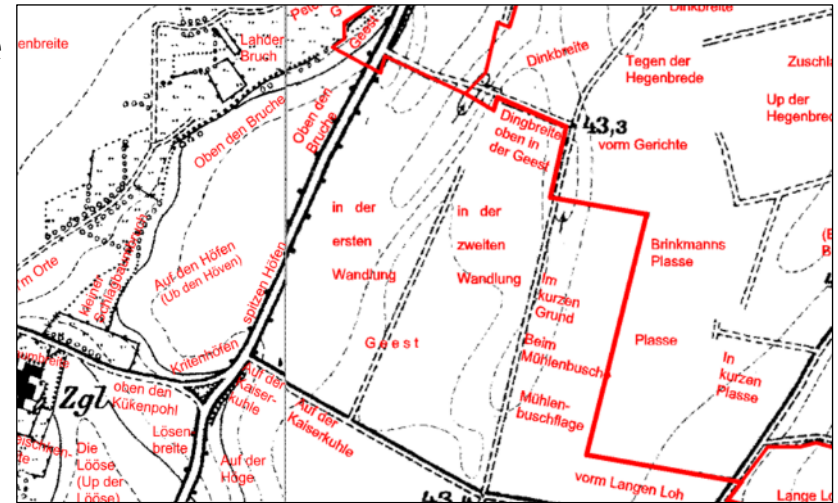 enbreite
Lander
Bruch
Geest
Oben den Bruche
Oben den
Bruche
Dinkbreite
Dinkbreite
Tegen der
Hegenbrede
Up der
Dingbreite
oben in
der Geest
43,3
vorm Gerichte
in der
ersten
Wandlung
in der
zweiten
Wandlung
Auf den Höfen
(Ub den Höven)
kleiner
spitzen Höfen
Brinkmanns
Plasse
Im
kurzen
Grund
Geest
Beim
Mühlenbusche
Plasse
In
kurzen
Plasse
Kritenhöfen
Zgl
oben den
Kükenpohl
Auf der
Kaiser-
kuhle
Auf der
Kaiserkuhle
Mühlen-
buschflage
Lösen-
breite
Die
Lööse
(Up der
Lööse)
Auf der
Höge
vorm Langen Loh